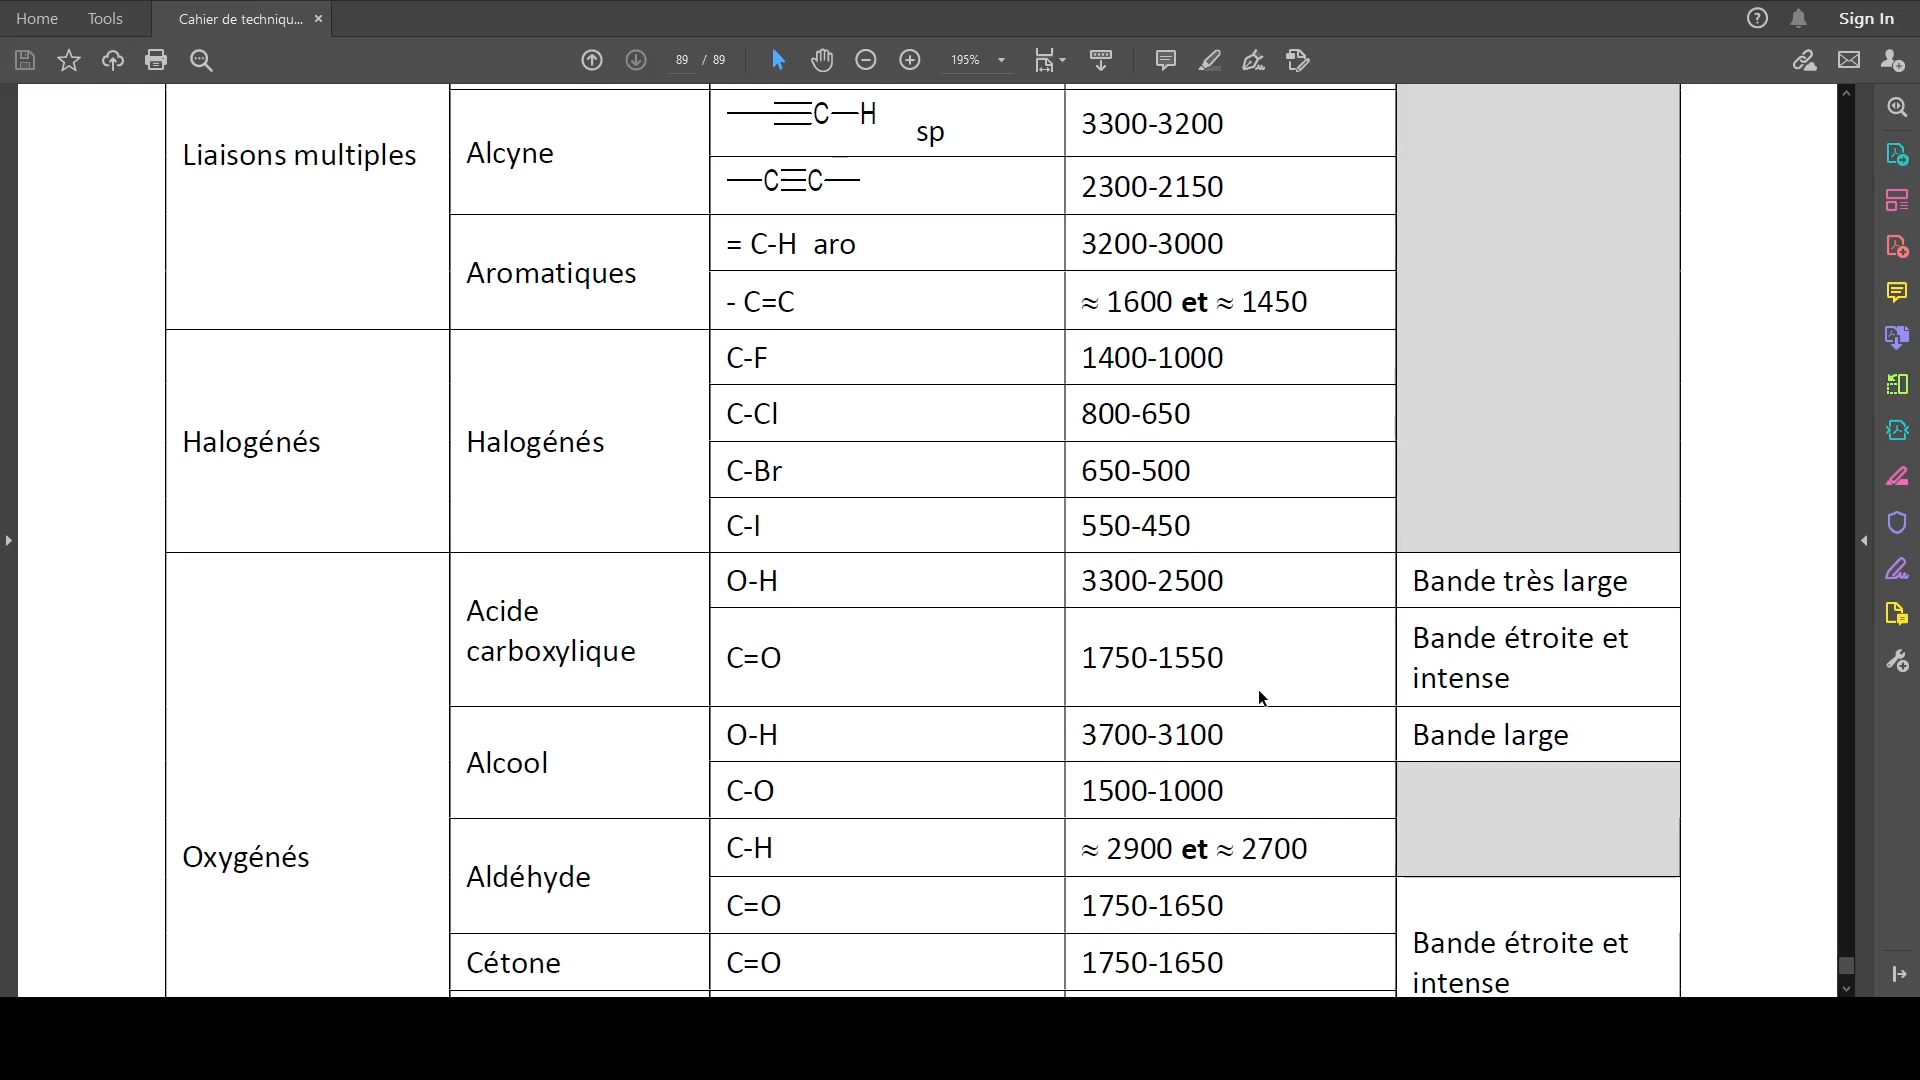 Home Tools Cahier de techniqu... × ? Sign In
89 / 89 195%
Liaisons multiples Alcyne ≡C—H sp 3300-3200
—C≡C— 2300-2150
Aromatiques = C-H aro 3200-3000
- C=C ≈ 1600 et ≈ 1450
Halogénés Halogénés C-F 1400-1000
C-Cl 800-650
C-Br 650-500
C-I 550-450
Oxygénés Acide
carboxylique O-H 3300-2500 Bande très large
C=O 1750-1550 Bande étroite et
intense
Alcool O-H 3700-3100 Bande large
C-O 1500-1000
Aldéhyde C-H ≈ 2900 et ≈ 2700
C=O 1750-1650 Bande étroite et
intense
Cétone C=O 1750-1650